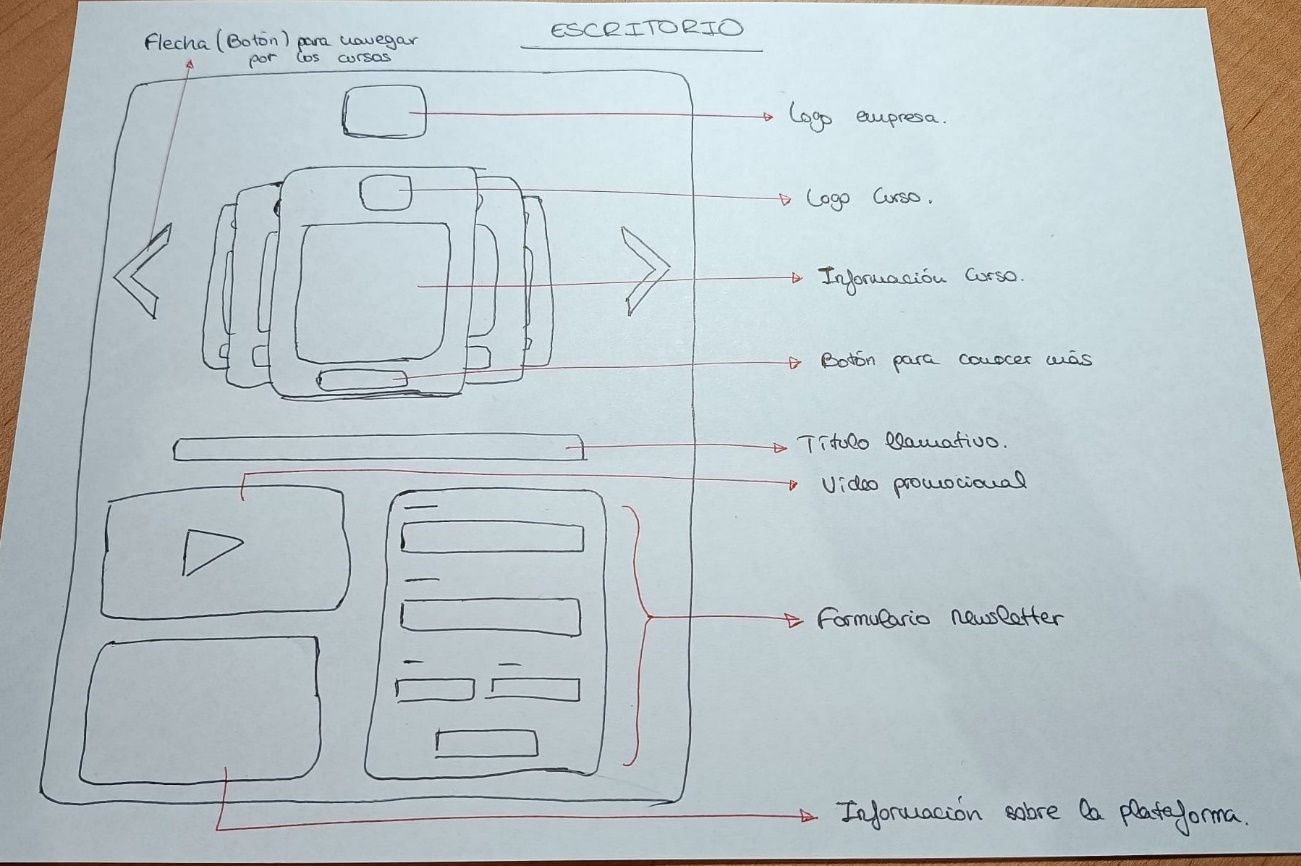 ESCRITORIO
Flecha (Botón) para navegar
por los cursos
Logo empresa.
Logo Curso.
Información Curso.
Botón para conocer más
Título llamativo.
Video promocional
Formulario newsletter
Información sobre la plataforma.